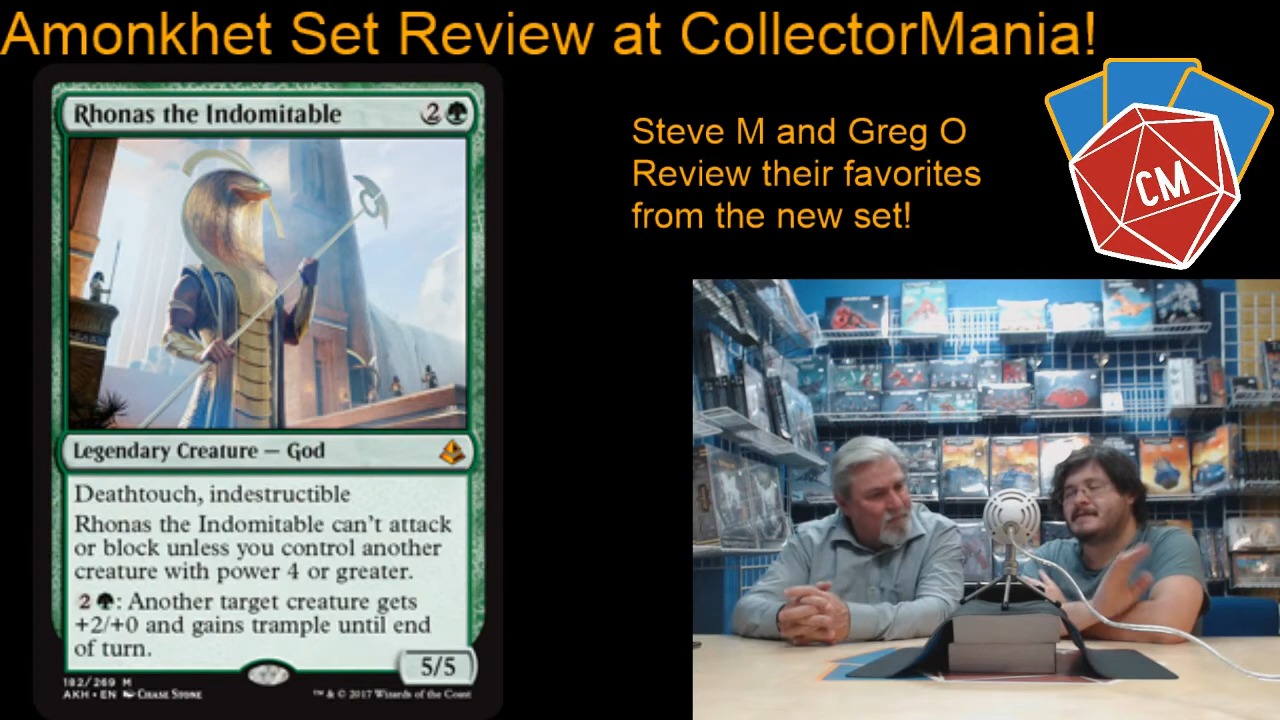 Amonkhet Set Review at CollectorMania!
Rhonas the Indomitable 2
Legendary Creature — God
Deathtouch, indestructible
Rhonas the Indomitable can't attack
or block unless you control another
creature with power 4 or greater.
2 : Another target creature gets
+2/+0 and gains trample until end
of turn.
5/5
182/269 M
AKH • EN Chase Stone
™ & © 2017 Wizards of the Coast
Steve M and Greg O
Review their favorites
from the new set!
CM